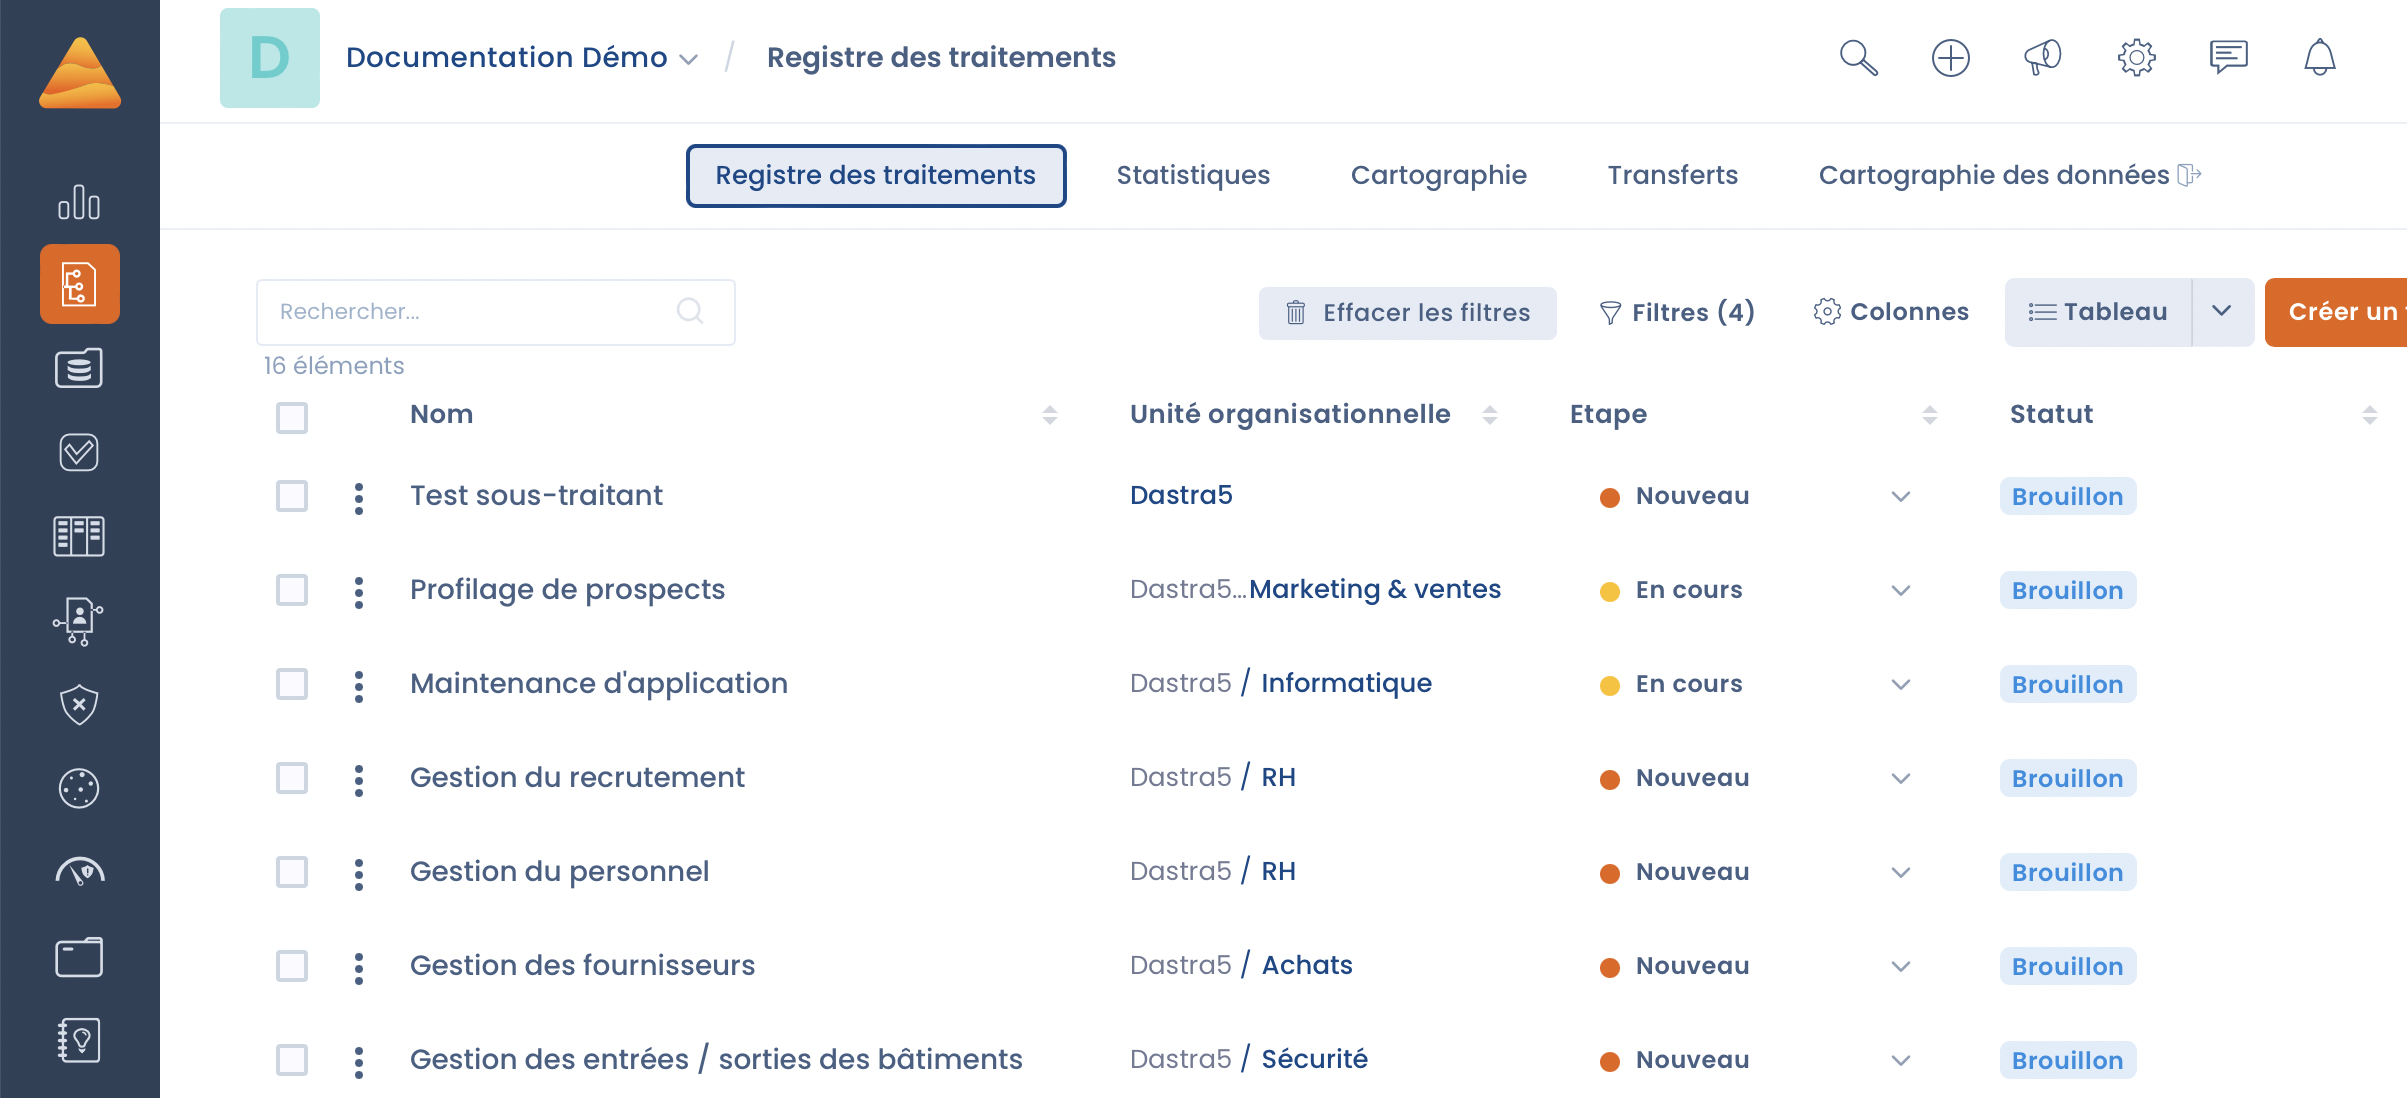 D
Documentation Démo / Registre des traitements
Registre des traitements Statistiques Cartographie Transferts Cartographie des données
Rechercher... Effacer les filtres Filtres (4) Colonnes Tableau Créer un
16 éléments
Nom Unité organisationnelle Etape Statut
Test sous-traitant Dastra5 Nouveau Brouillon
Profilage de prospects Dastra5...Marketing & ventes En cours Brouillon
Maintenance d'application Dastra5 / Informatique En cours Brouillon
Gestion du recrutement Dastra5 / RH Nouveau Brouillon
Gestion du personnel Dastra5 / RH Nouveau Brouillon
Gestion des fournisseurs Dastra5 / Achats Nouveau Brouillon
Gestion des entrées / sorties des bâtiments Dastra5 / Sécurité Nouveau Brouillon